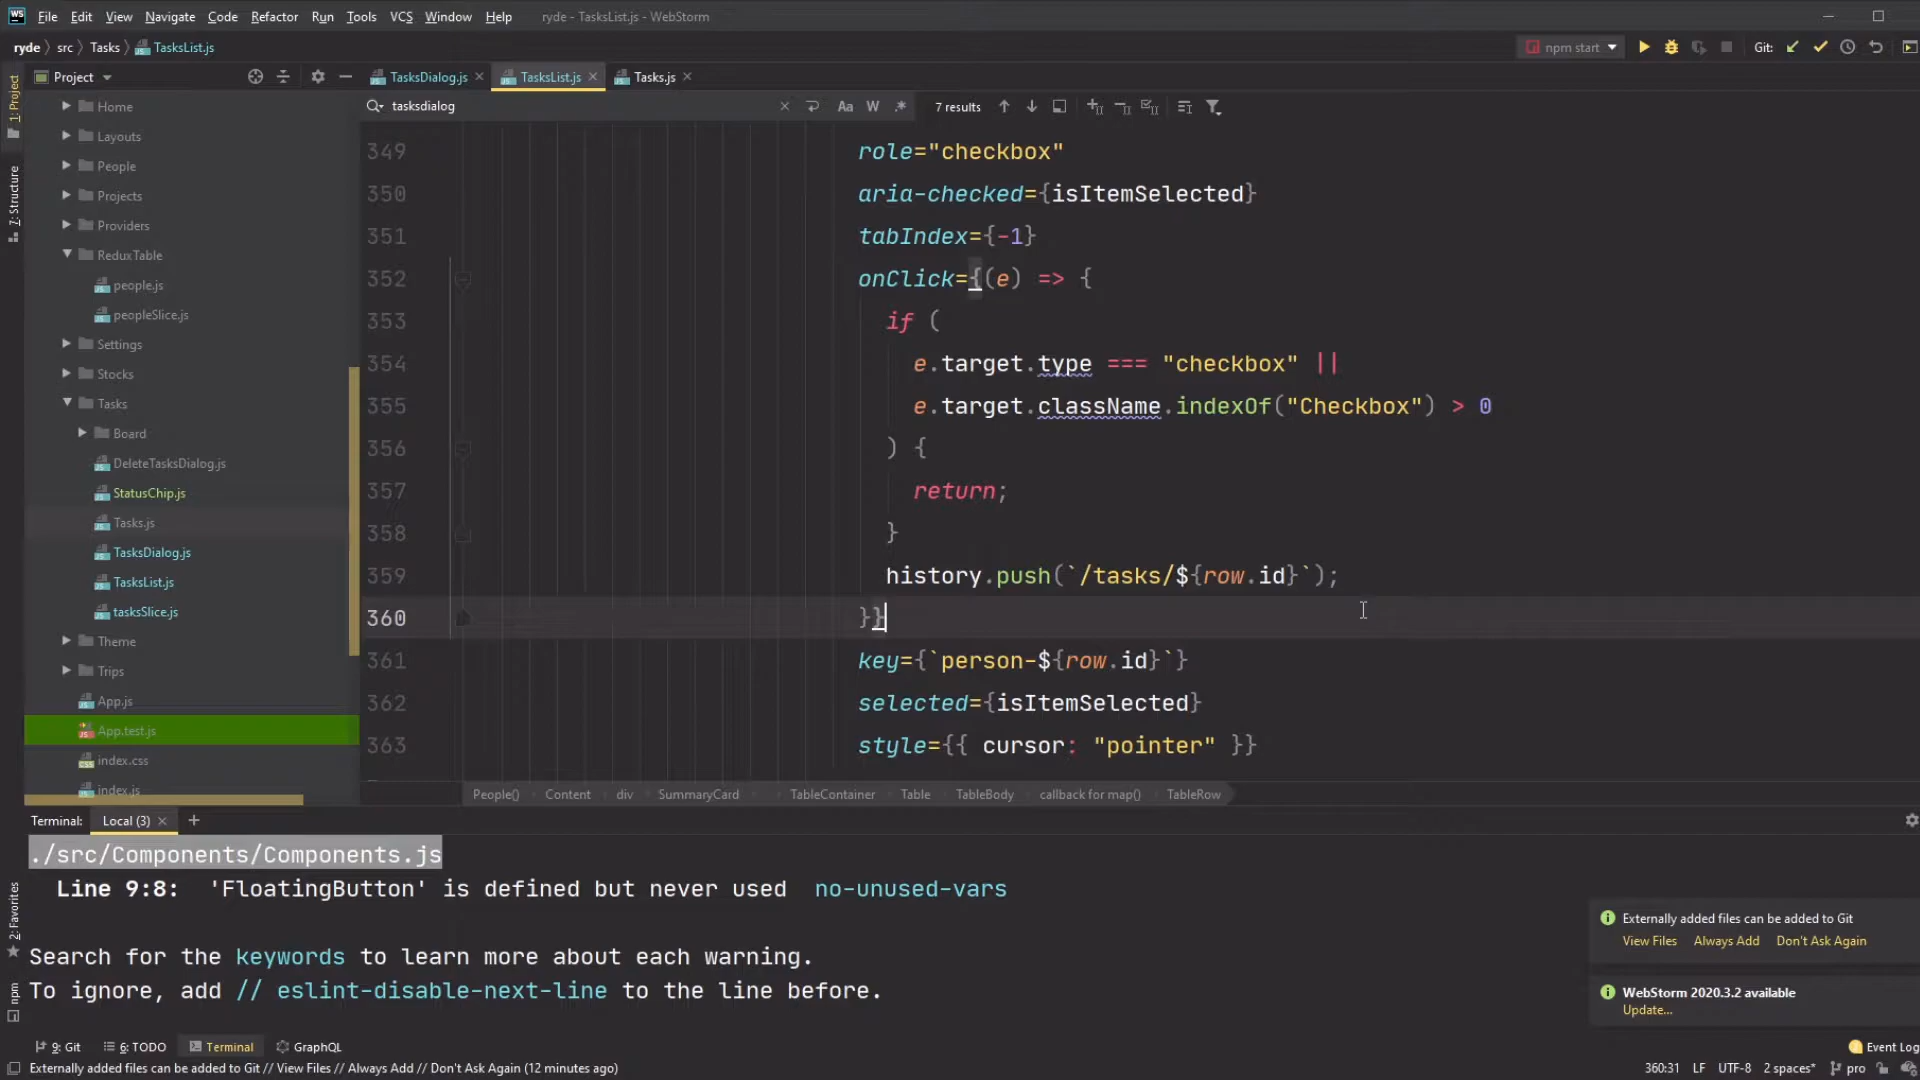 WS File Edit View Navigate Code Refactor Run Tools VCS Window Help ryde - TasksList.js - WebStorm
ryde src Tasks TasksList.js npm start Git:
1: Project
7: Structure
2: Favorites
npm
Project
Home
Layouts
People
Projects
Providers
ReduxTable
people.js
peopleSlice.js
Settings
Stocks
Tasks
Board
DeleteTasksDialog.js
StatusChip.js
Tasks.js
TasksDialog.js
TasksList.js
tasksSlice.js
Theme
Trips
App.js
App.test.js
index.css
index.js
TasksDialog.js TasksList.js Tasks.js
tasksdialog Aa W .* 7 results
349 role="checkbox"
350 aria-checked={isItemSelected}
351 tabIndex={-1}
352 onClick={(e) => {
353 if (
354 e.target.type === "checkbox" ||
355 e.target.className.indexOf("Checkbox") > 0
356 ) {
357 return;
358 }
359 history.push(`/tasks/${row.id}`);
360 }}
361 key={`person-${row.id}`}
362 selected={isItemSelected}
363 style={{ cursor: "pointer" }}
People() Content div SummaryCard TableContainer Table TableBody callback for map() TableRow
Terminal: Local (3) +
./src/Components/Components.js
Line 9:8: 'FloatingButton' is defined but never used no-unused-vars
Search for the keywords to learn more about each warning.
To ignore, add // eslint-disable-next-line to the line before.
Externally added files can be added to Git
View Files Always Add Don't Ask Again
WebStorm 2020.3.2 available
Update...
9: Git 6: TODO Terminal GraphQL Event Log
Externally added files can be added to Git // View Files // Always Add // Don't Ask Again (12 minutes ago) 360:31 LF UTF-8 2 spaces* pro